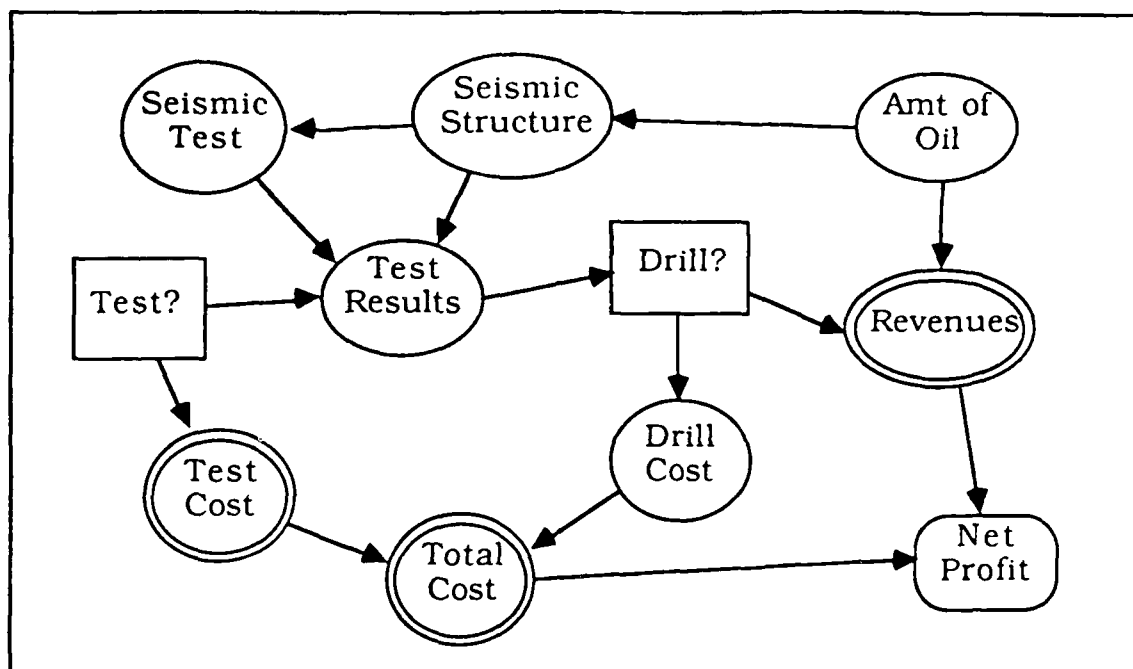 Seismic
Test
Seismic
Structure
Amt of
Oil
Test?
Test
Results
Drill?
Revenues
Test
Cost
Drill
Cost
Total
Cost
Net
Profit